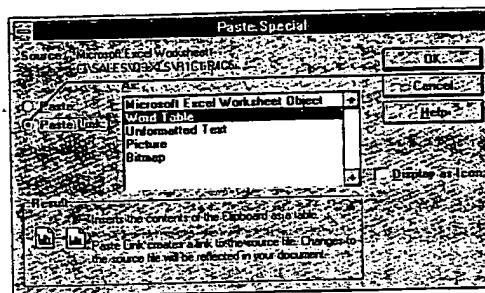 Paste Special
Source: Microsoft Excel Worksheet
As:
Paste
Paste Link
Microsoft Excel Worksheet Object
Word Table
Unformatted Text
Picture
Bitmap
OK
Cancel
Help
Display as Icon
Result
Inserts the contents of the Clipboard as a table.
Paste Link creates a link to the source file. Changes to
the source file will be reflected in your document.